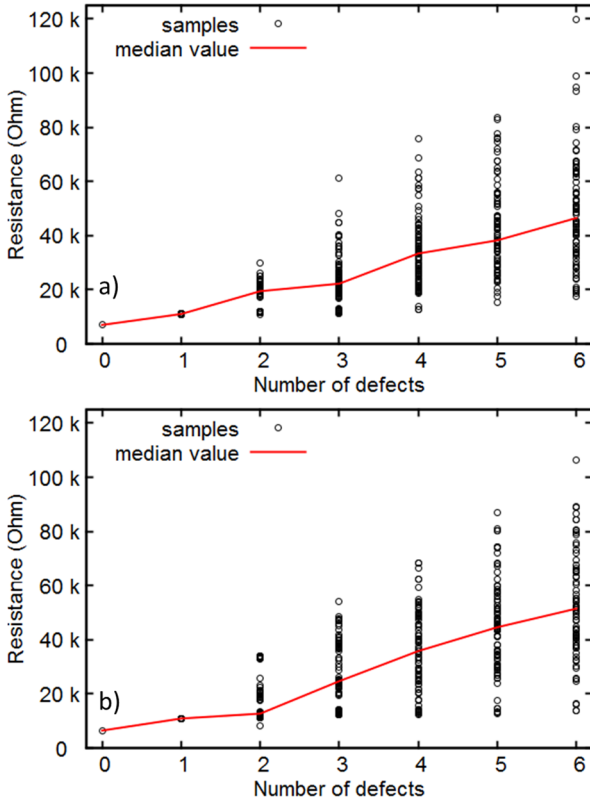 120 k
samples
median value
100 k
80 k
60 k
40 k
20 k
0
Resistance (Ohm)
a)
0 1 2 3 4 5 6
Number of defects
120 k
samples
median value
100 k
80 k
60 k
40 k
20 k
0
Resistance (Ohm)
b)
0 1 2 3 4 5 6
Number of defects